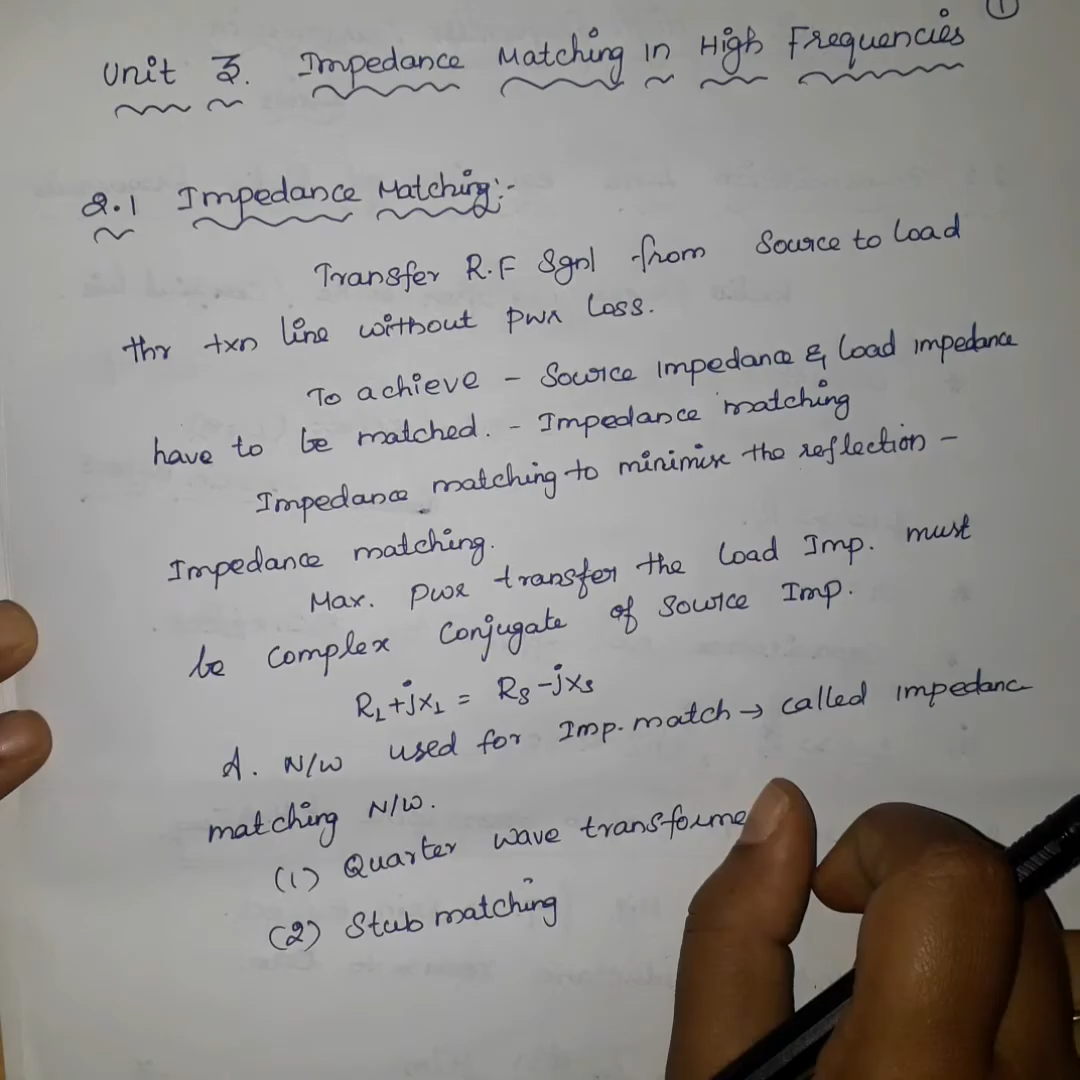 ①
Unit 3. Impedance Matching in High Frequencies
2.1 Impedance Matching:-
Transfer R.F Sgnl from Source to Load
thr txn line without pwr Loss.
To achieve - Source impedance & Load impedance
have to be matched. - Impedance matching
Impedance matching to minimise the reflection -
Impedance matching.
Max. pwr transfer the Load Imp. must
be complex conjugate of source Imp.
RL+jXL = RS-jXS
A. N/W used for Imp. match → called impedanc
matching N/W.
(1) Quarter wave transforme
(2) Stub matching